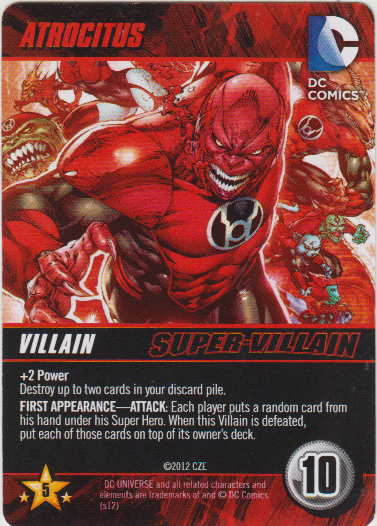 ATROCITUS
DC
DC
COMICS™
VILLAIN
SUPER-VILLAIN
+2 Power
Destroy up to two cards in your discard pile.
FIRST APPEARANCE—ATTACK: Each player puts a random card from
his hand under his Super Hero. When this Villain is defeated,
put each of those cards on top of its owner's deck.
©2012 CZE
5
DC UNIVERSE and all related characters and
elements are trademarks of and © DC Comics
(s12)
10